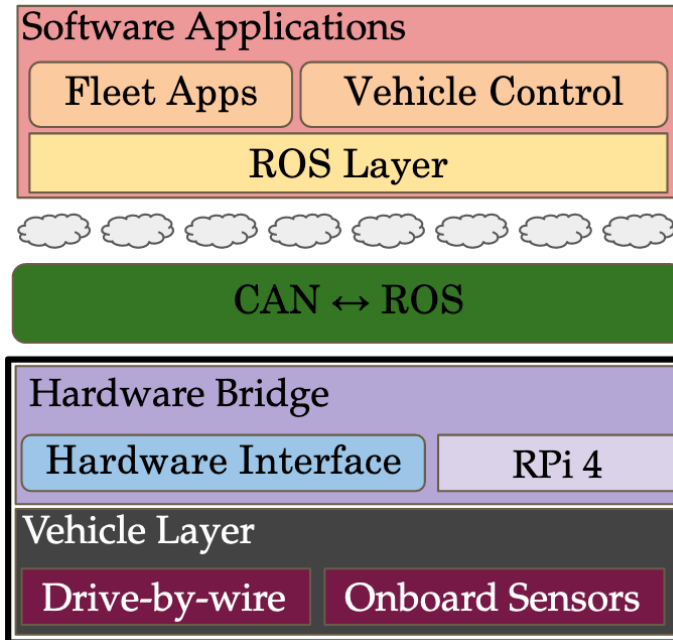 Software Applications
Fleet Apps
Vehicle Control
ROS Layer
CAN ↔ ROS
Hardware Bridge
Hardware Interface
RPi 4
Vehicle Layer
Drive-by-wire
Onboard Sensors